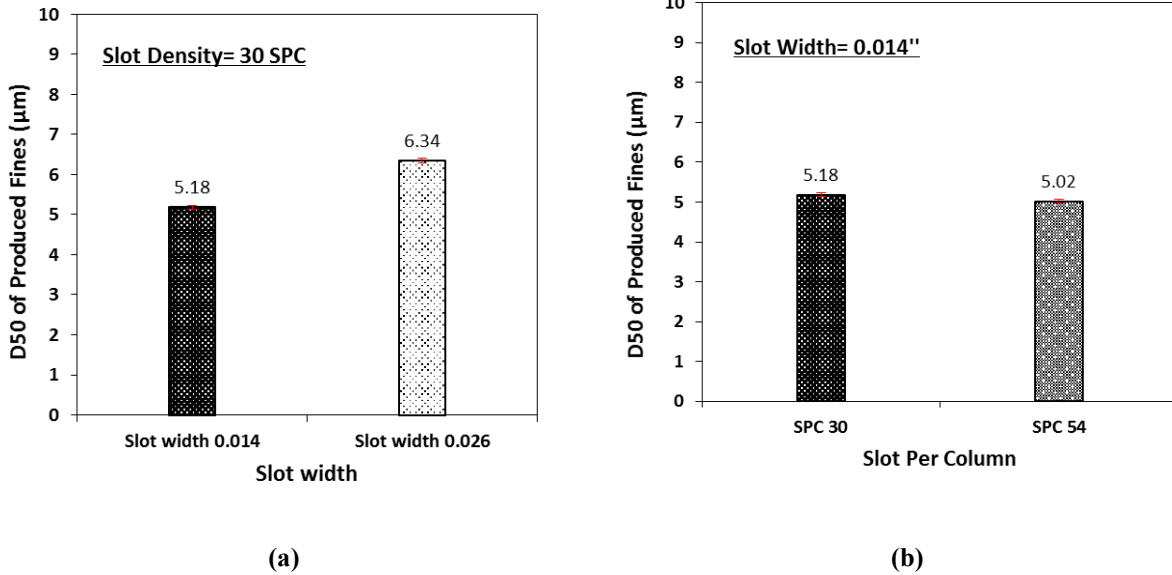 10
9
8
7
6
5
4
3
2
1
0
D50 of Produced Fines (µm)
Slot Density= 30 SPC
5.18
6.34
Slot width 0.014
Slot width 0.026
Slot width
(a)
10
9
8
7
6
5
4
3
2
1
0
D50 of Produced Fines (µm)
Slot Width= 0.014''
5.18
5.02
SPC 30
SPC 54
Slot Per Column
(b)